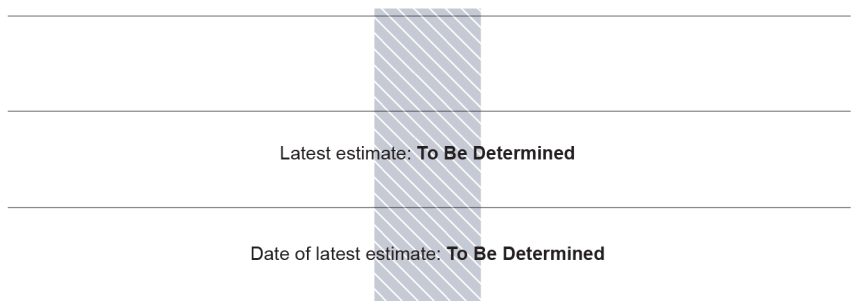 Latest estimate: To Be Determined
Date of latest estimate: To Be Determined